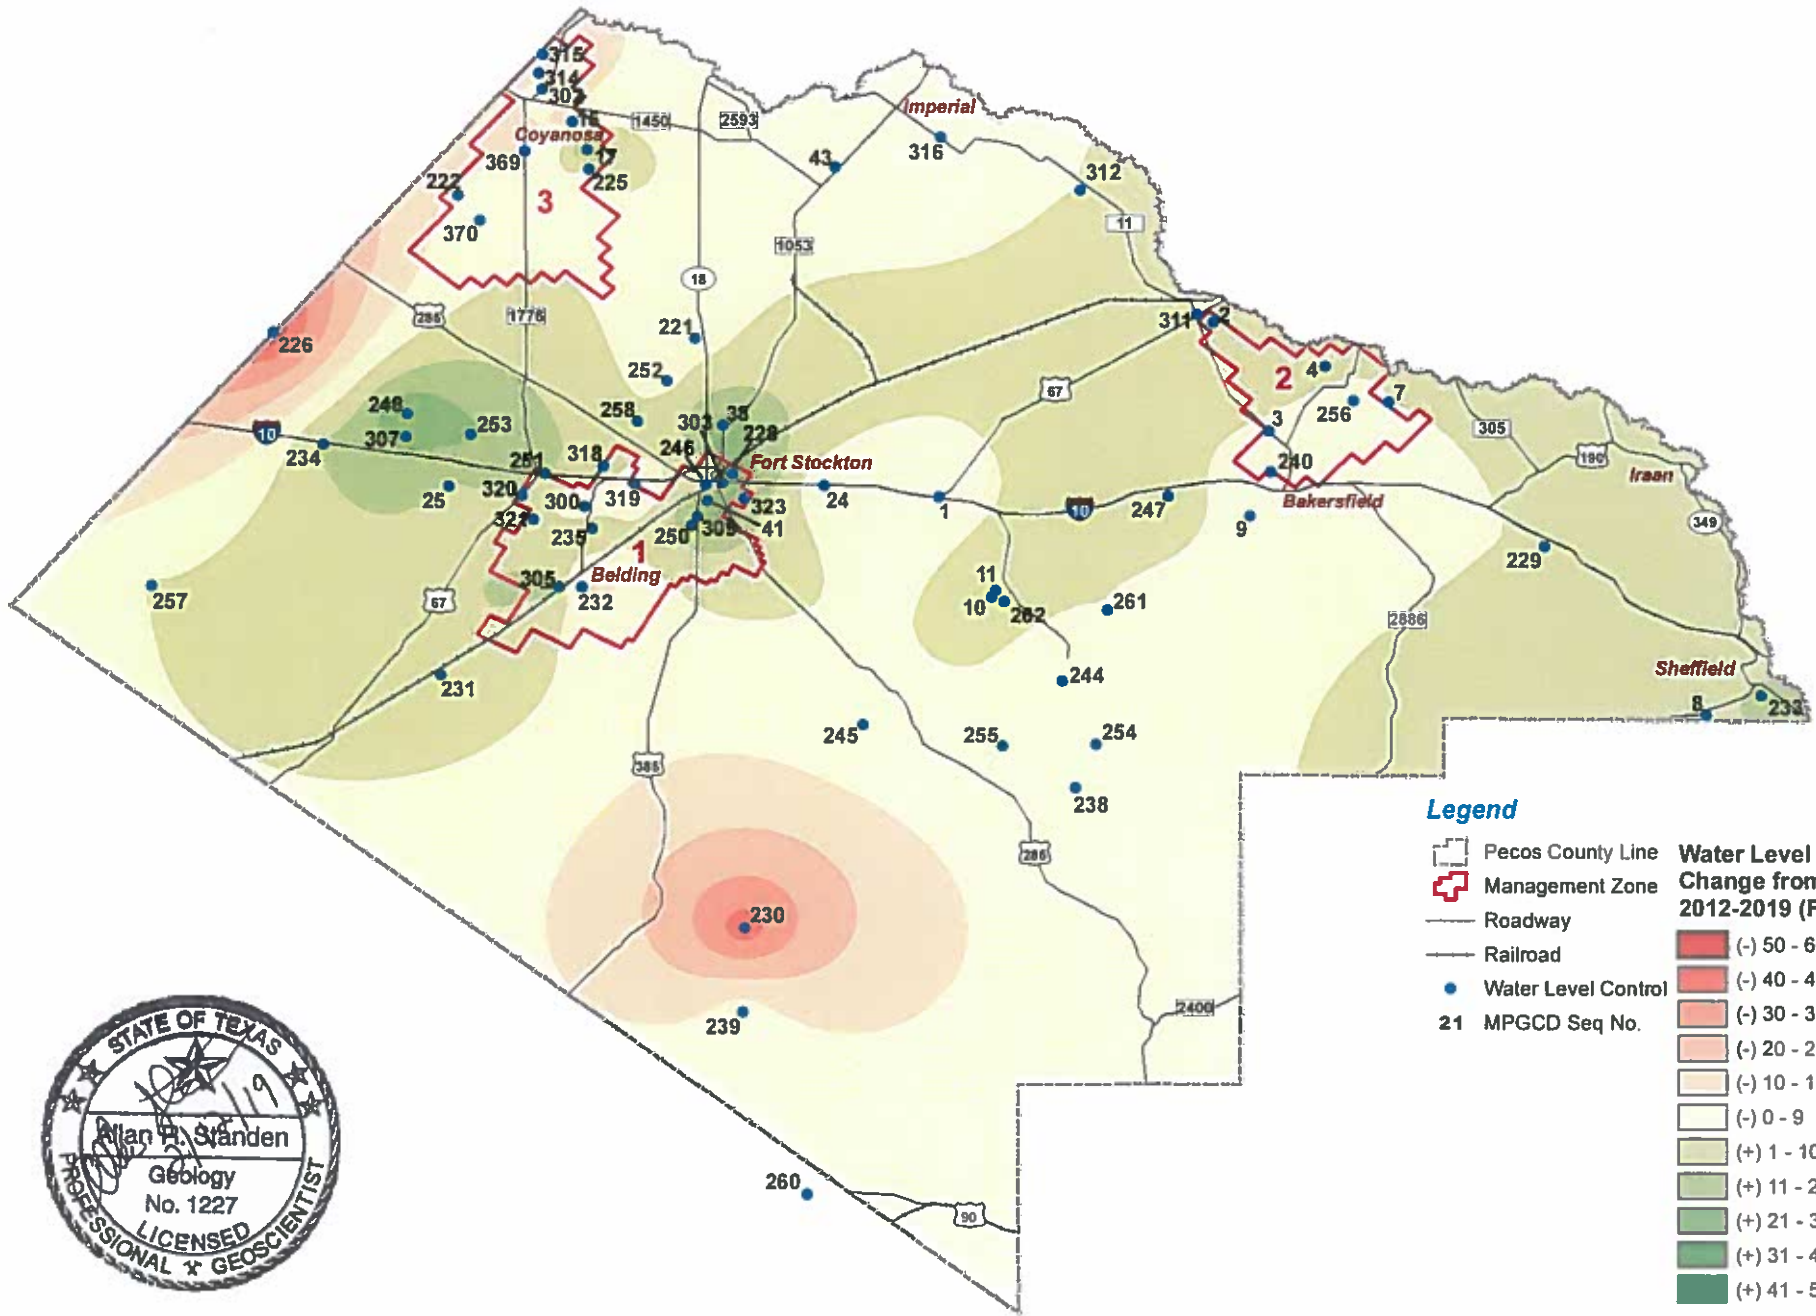 315
314
307
15
Coyanosa
1450
2593
Imperial
369
17
43
316
222
225
312
3
370
11
1053
18
285
1776
226
221
311
2
252
67
4
2
7
256
246
258
303
38
228
3
305
10
253
307
246
Fort Stockton
190
234
251
318
240
Iraan
25
320
300
319
323
24
1
10
247
Bakersfield
349
235
250
309
41
9
1
229
257
305
Belding
232
11
10
262
261
67
2886
231
244
Sheffield
8
233
245
255
254
385
238
285
230
239
2400
260
90
Legend
Pecos County Line
Management Zone
Roadway
Railroad
Water Level Control
21 MPGCD Seq No.
Water Level
Change from
2012-2019 (F
(-) 50 - 6
(-) 40 - 4
(-) 30 - 3
(-) 20 - 2
(-) 10 - 1
(-) 0 - 9
(+) 1 - 10
(+) 11 - 2
(+) 21 - 3
(+) 31 - 4
(+) 41 - 5
STATE OF TEXAS
Allan R. Standen
Geology
No. 1227
LICENSED
PROFESSIONAL GEOSCIENTIST